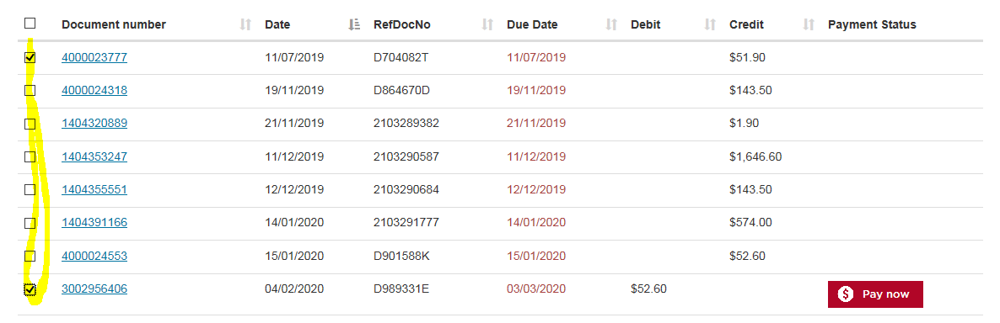 Document number Date RefDocNo Due Date Debit Credit Payment Status
4000023777 11/07/2019 D704082T 11/07/2019 $51.90
4000024318 19/11/2019 D864670D 19/11/2019 $143.50
1404320889 21/11/2019 2103289382 21/11/2019 $1.90
1404353247 11/12/2019 2103290587 11/12/2019 $1,646.60
1404355551 12/12/2019 2103290684 12/12/2019 $143.50
1404391166 14/01/2020 2103291777 14/01/2020 $574.00
4000024553 15/01/2020 D901588K 15/01/2020 $52.60
3002956406 04/02/2020 D989331E 03/03/2020 $52.60 $ Pay now